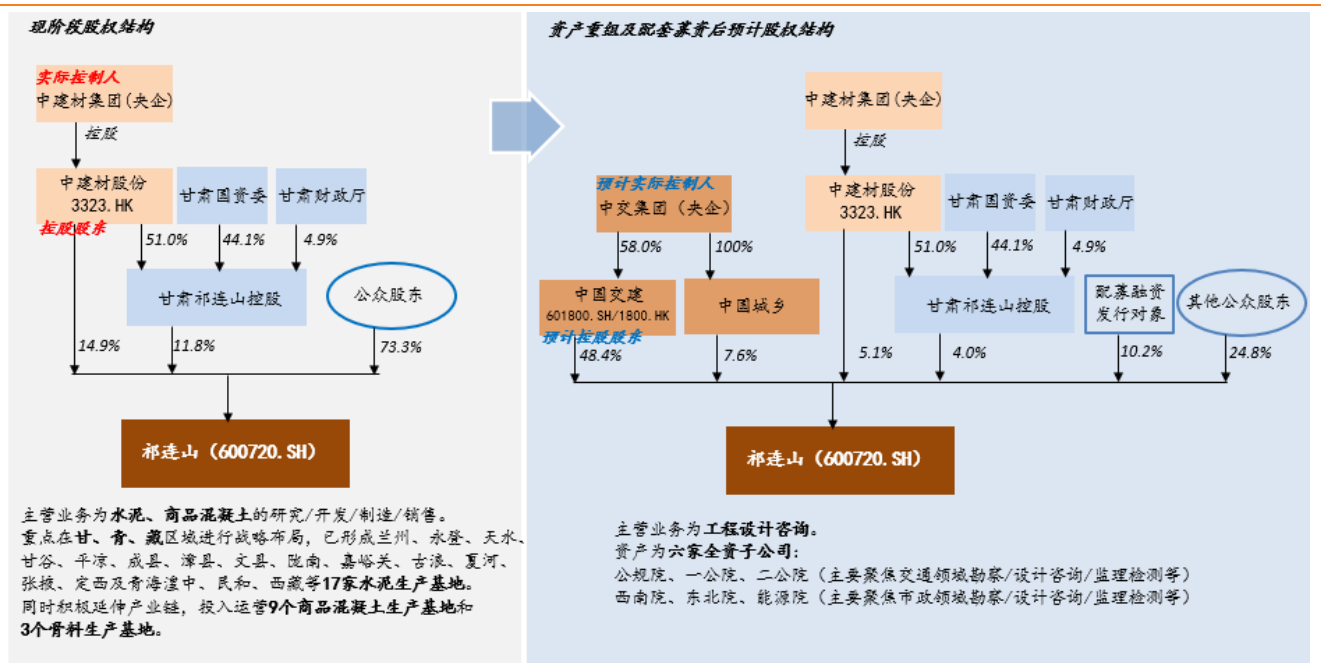 现阶段股权结构
实际控制人
中建材集团(央企)
控股
中建材股份
3323.HK
控股股东
甘肃国资委
甘肃财政厅
51.0%
44.1%
4.9%
甘肃祁连山控股
公众股东
14.9%
11.8%
73.3%
祁连山（600720.SH）
主营业务为水泥、商品混凝土的研究/开发/制造/销售。
重点在甘、青、藏区域进行战略布局，已形成兰州、永登、天水、
甘谷、平凉、成县、漳县、文县、陇南、嘉峪关、古浪、夏河、
张掖、定西及青海湟中、民和、西藏等17家水泥生产基地。
同时积极延伸产业链，投入运营9个商品混凝土生产基地和
3个骨料生产基地。
资产重组及配套募资后预计股权结构
中建材集团(央企)
控股
预计实际控制人
中交集团（央企）
中建材股份
3323.HK
甘肃国资委
甘肃财政厅
58.0%
100%
51.0%
44.1%
4.9%
中国交建
601800.SH/1800.HK
预计控股股东
中国城乡
甘肃祁连山控股
配募融资
发行对象
其他公众股东
48.4%
7.6%
5.1%
4.0%
10.2%
24.8%
祁连山（600720.SH）
主营业务为工程设计咨询。
资产为六家全资子公司：
公规院、一公院、二公院（主要聚焦交通领域勘察/设计咨询/监理检测等）
西南院、东北院、能源院（主要聚焦市政领域勘察/设计咨询/监理检测等）